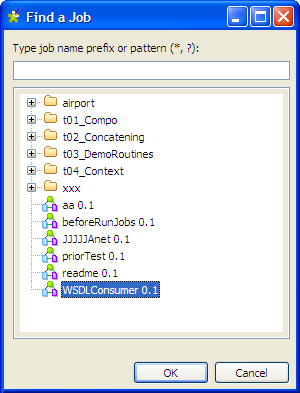 Find a Job
Type job name prefix or pattern (*, ?):
airport
t01_Compo
t02_Concatening
t03_DemoRoutines
t04_Context
xxx
aa 0.1
beforeRunJobs 0.1
JJJJJAnet 0.1
priorTest 0.1
readme 0.1
WSDLConsumer 0.1
OK Cancel